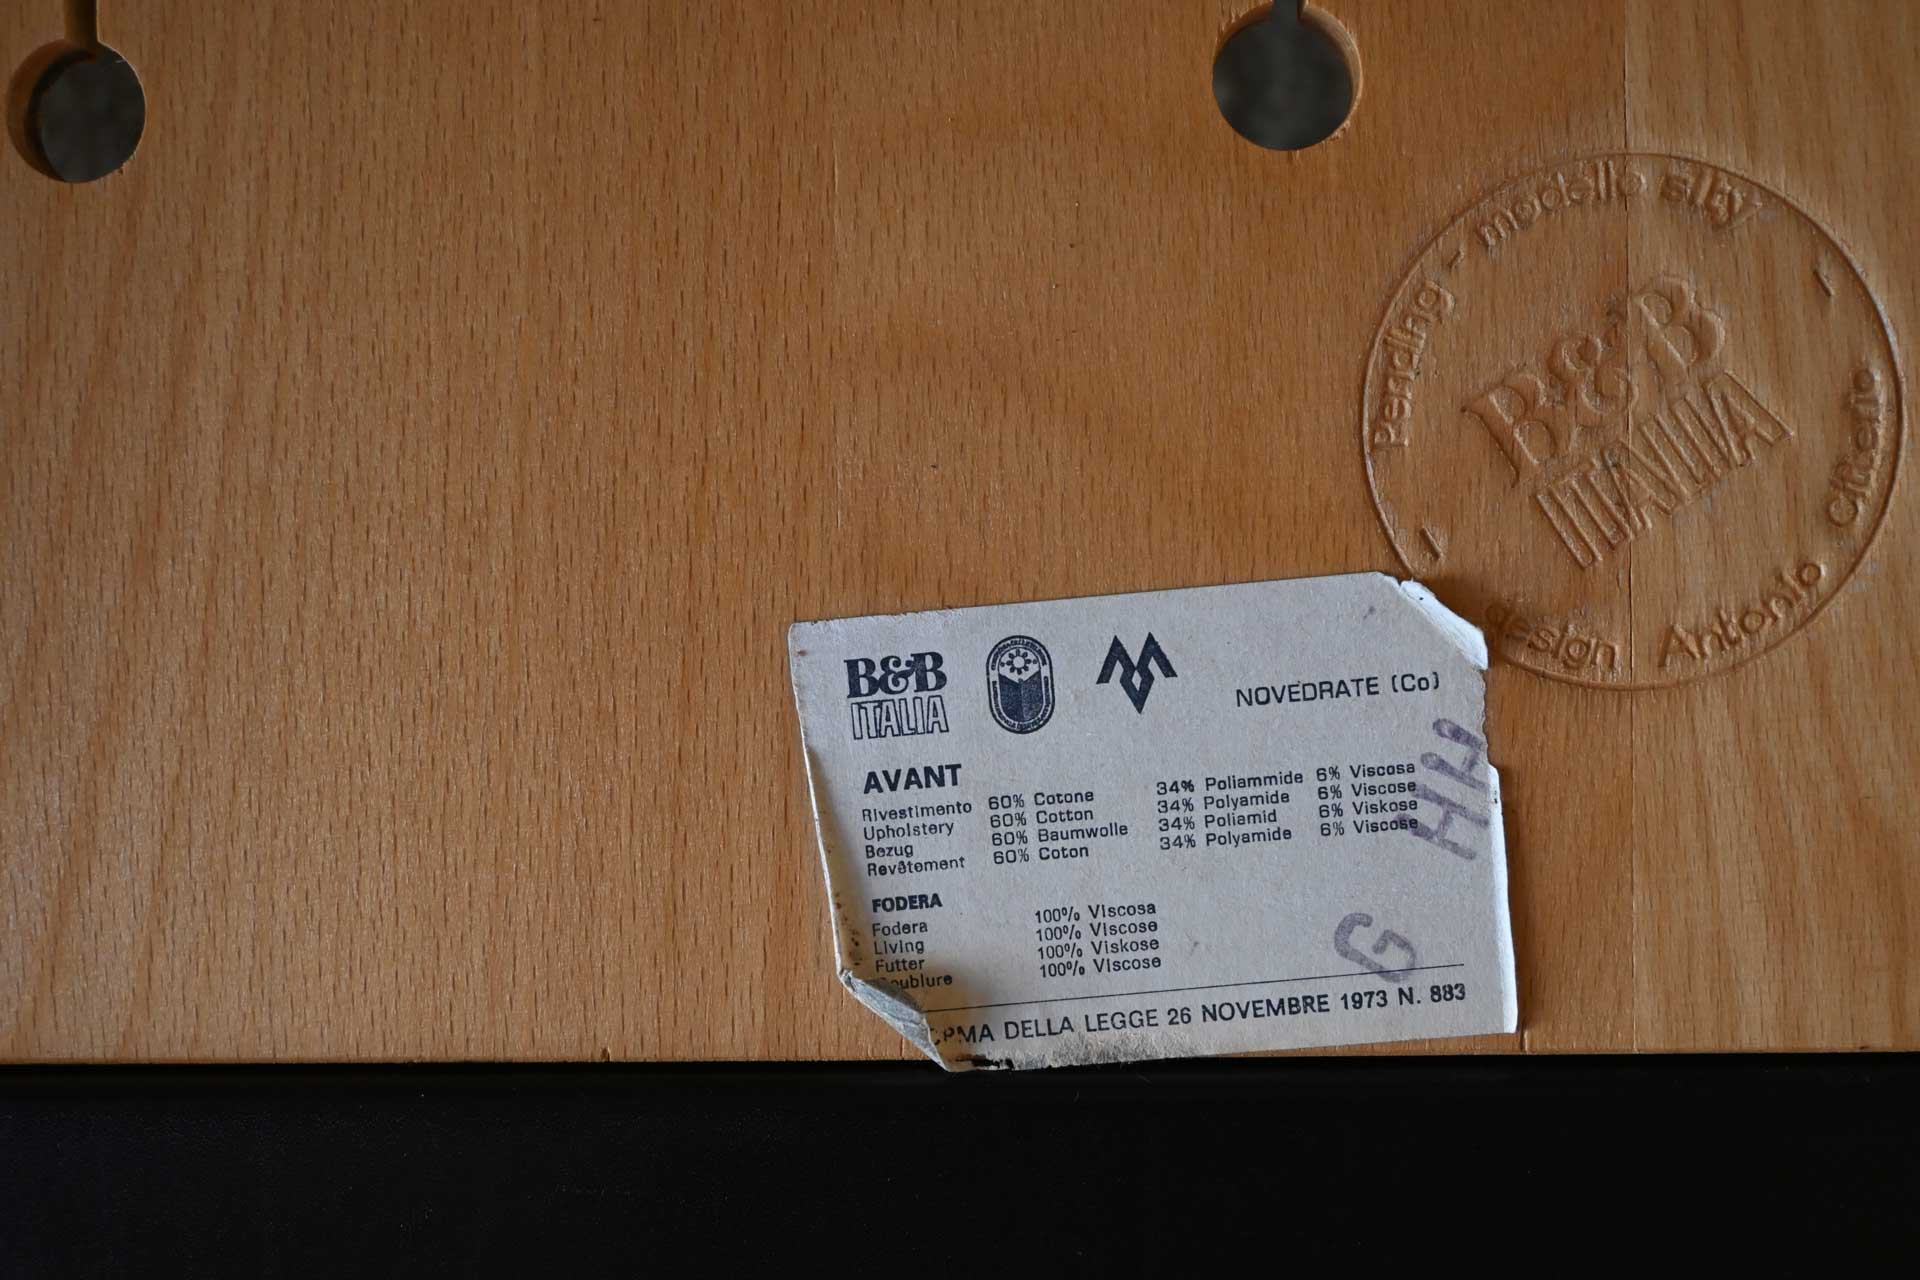 Pending - modello silky
B&B
ITALIA
design Antonio Citterio
B&B
ITALIA
NOVEDRATE (Co)
AVANT
Rivestimento 60% Cotone 34% Poliammide 6% Viscosa
Upholstery 60% Cotton 34% Polyamide 6% Viscose
Bezug 60% Baumwolle 34% Poliamid 6% Viskose
Revêtement 60% Coton 34% Polyamide 6% Viscose
HH
FODERA
Fodera 100% Viscosa
Living 100% Viscose
Futter 100% Viskose
oublure 100% Viscose
G
RMA DELLA LEGGE 26 NOVEMBRE 1973 N. 883